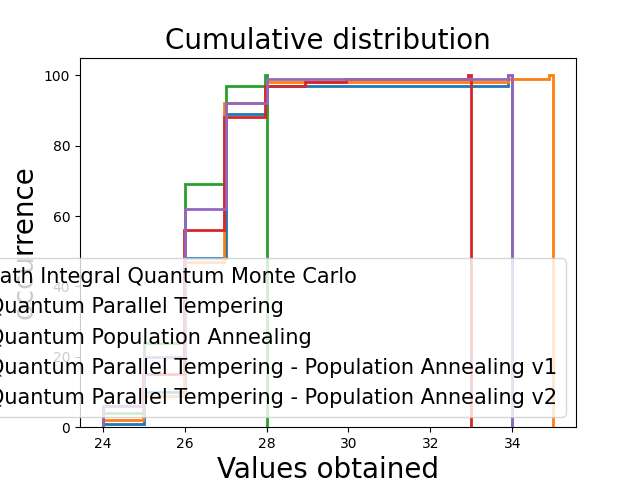 Cumulative distribution
100
80
60
40
20
0
ath Integral Quantum Monte Carlo
Quantum Parallel Tempering
Quantum Population Annealing
Quantum Parallel Tempering - Population Annealing v1
Quantum Parallel Tempering - Population Annealing v2
24 26 28 30 32 34
Values obtained